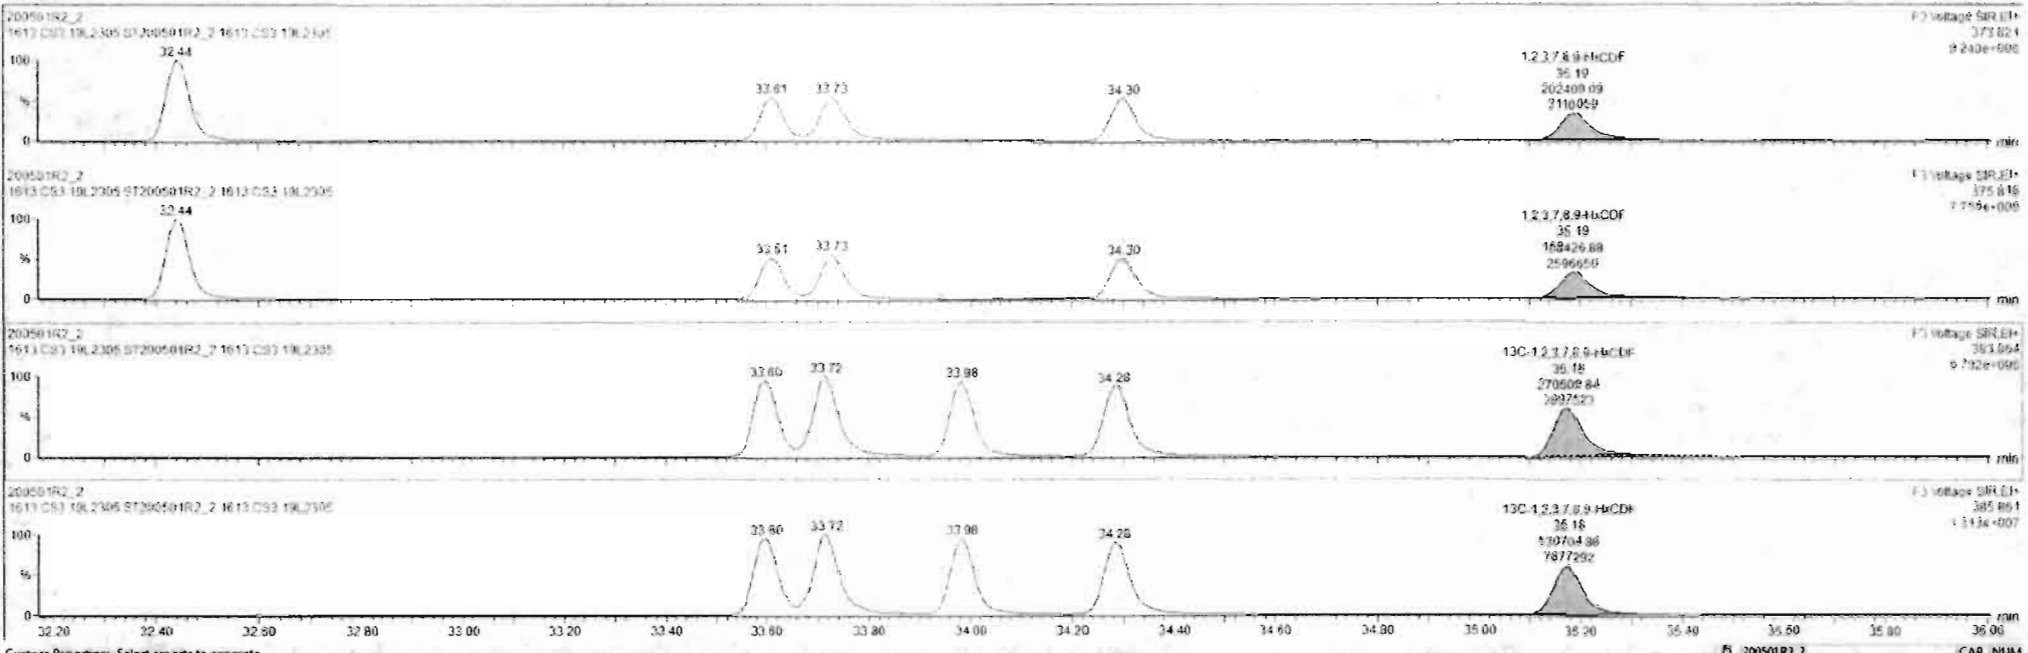 200501R2_2
1613 CS3 19L2305 ST200501R2_2 1613 CS3 19L2305
F3 Voltage SIR,EI+
373.821
9.240e+006
100
%
0
32.44
33.61
33.73
34.30
1,2,3,7,8,9-HxCDF
35.19
202409.09
3110059
min
200501R2_2
1613 CS3 19L2305 ST200501R2_2 1613 CS3 19L2305
F3 Voltage SIR,EI+
375.818
100
%
0
32.44
33.61
33.73
34.30
1,2,3,7,8,9-HxCDF
35.19
168426.88
2596659
min
200501R2_2
1613 CS3 19L2305 ST200501R2_2 1613 CS3 19L2305
F3 Voltage SIR,EI+
383.864
100
%
0
33.60
33.72
33.98
34.28
13C-1,2,3,7,8,9-HxCDF
35.18
270509.84
3997523
min
200501R2_2
1613 CS3 19L2305 ST200501R2_2 1613 CS3 19L2305
F3 Voltage SIR,EI+
385.861
100
%
0
33.60
33.72
33.98
34.28
13C-1,2,3,7,8,9-HxCDF
35.18
7877292
min
32.20 32.40 32.60 32.80 33.00 33.20 33.40 33.60 33.80 34.00 34.20 34.40 34.60 34.80 35.00 35.20 35.40 35.60 35.80 36.00
200501R2_2
CAP NUM